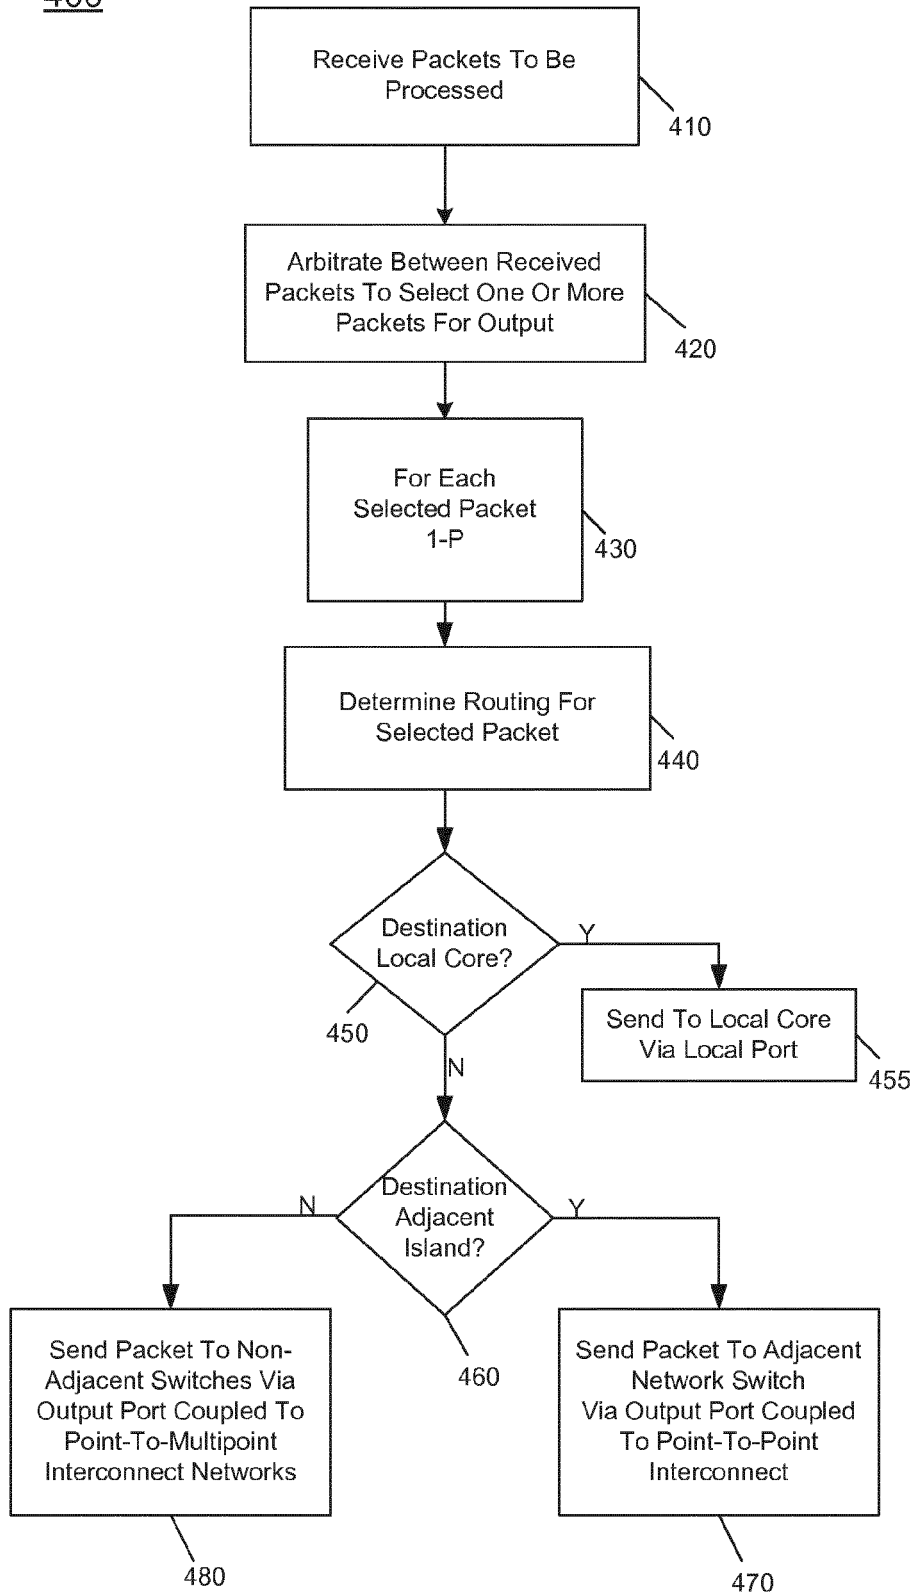 Receive Packets To Be
Processed
410
Arbitrate Between Received
Packets To Select One Or More
Packets For Output
420
For Each
Selected Packet
1-P
430
Determine Routing For
Selected Packet
440
Destination
Local Core?
Y
450
Send To Local Core
Via Local Port
455
N
Destination
Adjacent
Island?
N
Y
460
Send Packet To Non-
Adjacent Switches Via
Output Port Coupled To
Point-To-Multipoint
Interconnect Networks
480
Send Packet To Adjacent
Network Switch
Via Output Port Coupled
To Point-To-Point
Interconnect
470